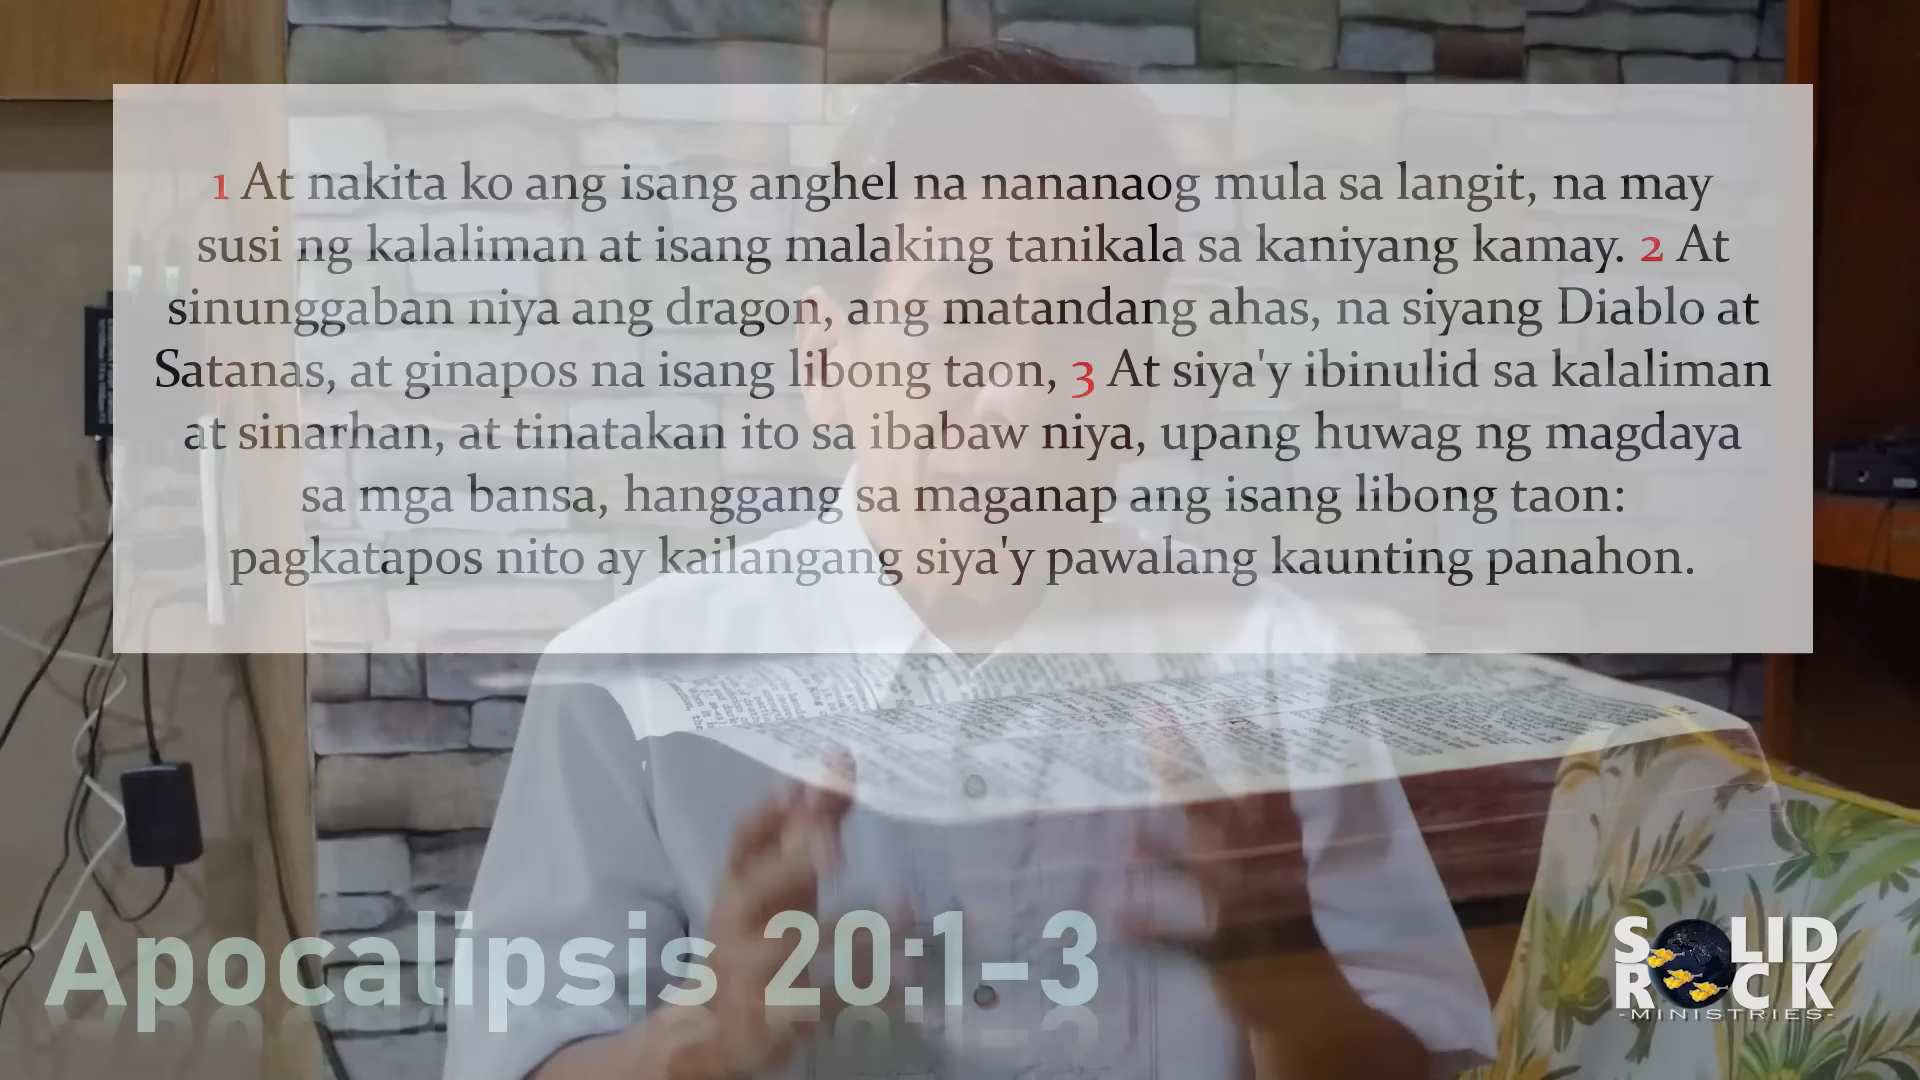 1 At nakita ko ang isang anghel na nananaog mula sa langit, na may
susi ng kalaliman at isang malaking tanikala sa kaniyang kamay. 2 At
sinunggaban niya ang dragon, ang matandang ahas, na siyang Diablo at
Satanas, at ginapos na isang libong taon, 3 At siya'y ibinulid sa kalaliman
at sinarhan, at tinatakan ito sa ibabaw niya, upang huwag ng magdaya
sa mga bansa, hanggang sa maganap ang isang libong taon:
pagkatapos nito ay kailangang siya'y pawalang kaunting panahon.
Apocalipsis 20:1-3
SOLID
ROCK
-MINISTRIES-